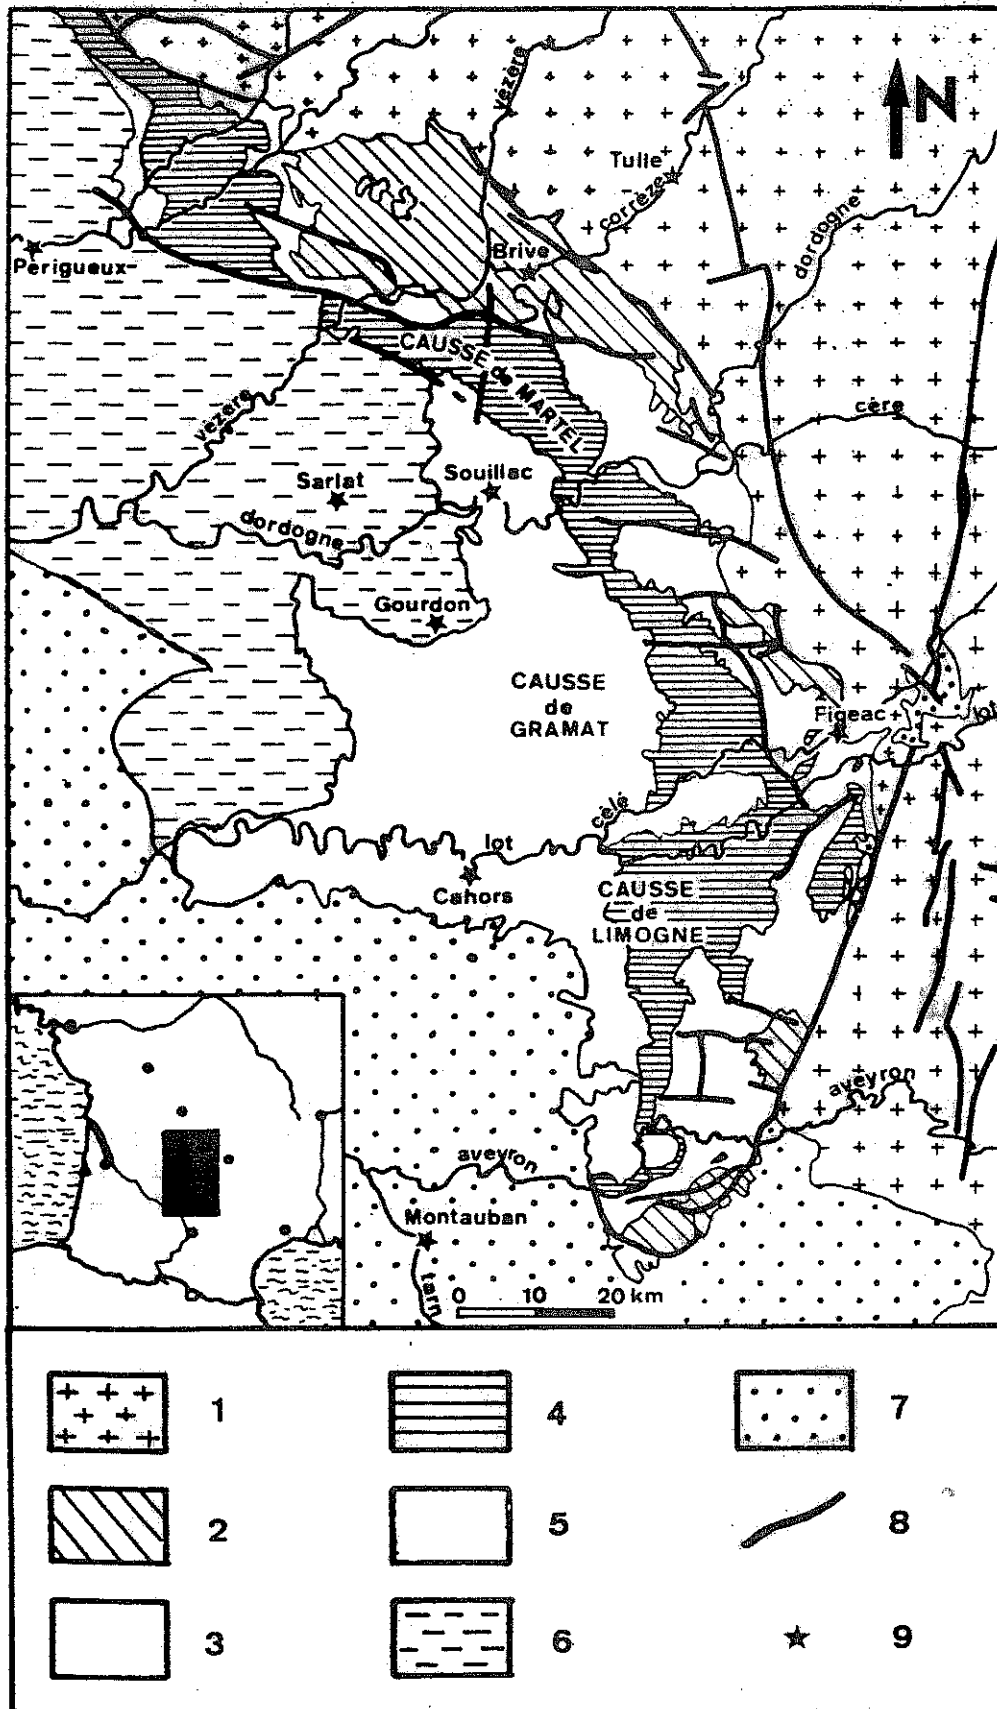 vézère
N
Tulle
corrèze
dordogne
Brive
Périgueux
CAUSSE de MARTEL
vézère
cère
Sarlat
Souillac
dordogne
Gourdon
CAUSSE
de
GRAMAT
Figeac
lot
célé
lot
Cahors
CAUSSE
de
LIMOGNE
aveyron
aveyron
Montauban
tarn
0 10 20 km
1 4 7
2 5 8
3 6 9